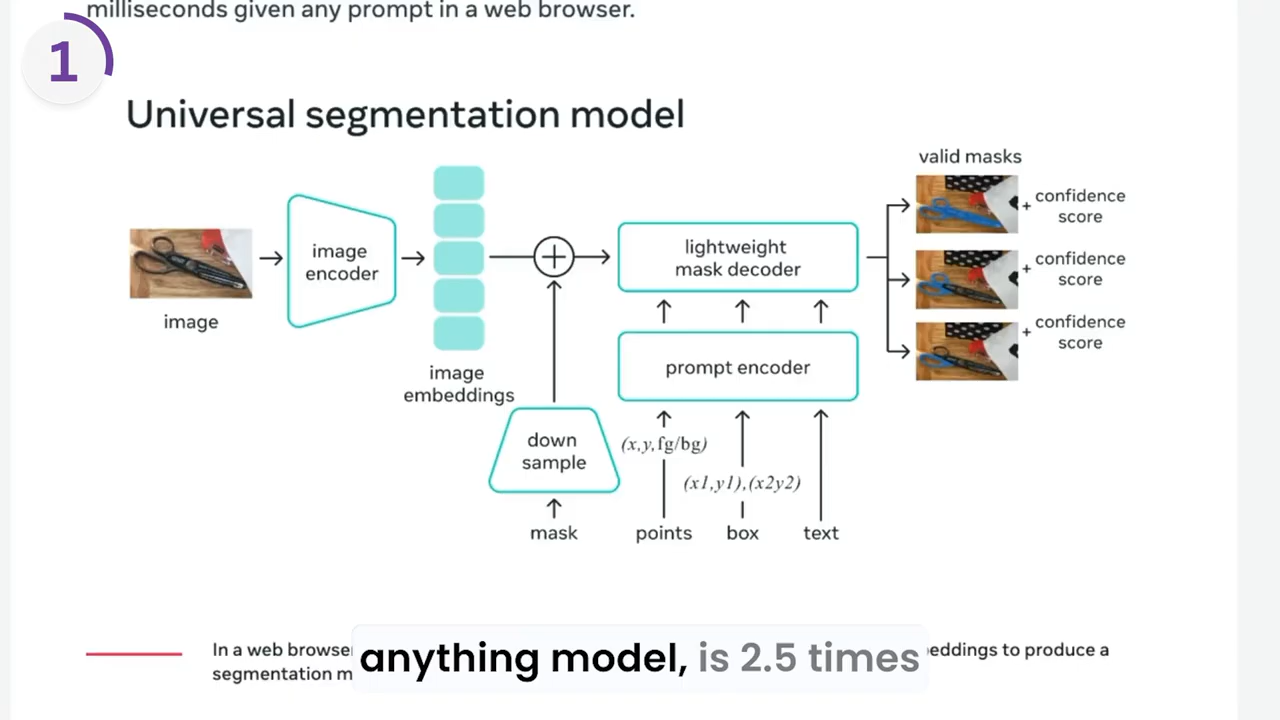 milliseconds given any prompt in a web browser.
1
Universal segmentation model
valid masks
image
encoder
image
image
embeddings
lightweight
mask decoder
prompt encoder
+ confidence
score
+ confidence
score
+ confidence
score
down
sample
(x,y,fg/bg)
(x1,y1),(x2y2)
mask
points
box
text
In a web browse
eddings to produce a
segmentation m
anything model, is 2.5 times